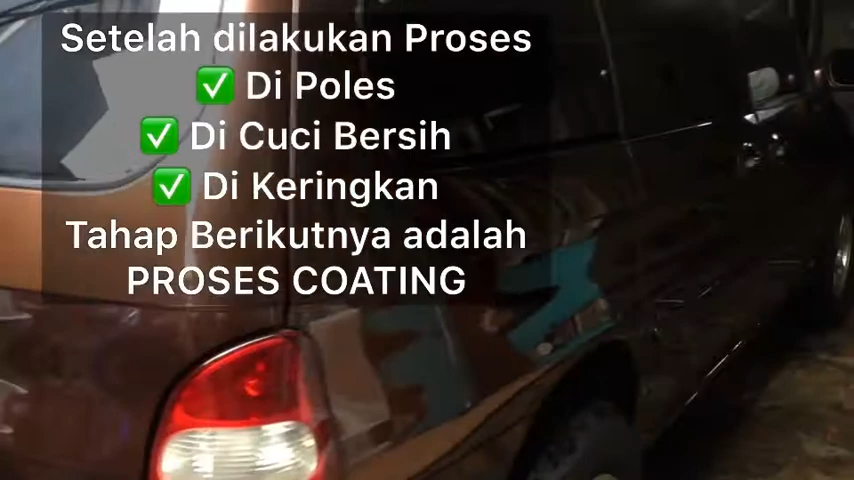 Setelah dilakukan Proses
✅ Di Poles
✅ Di Cuci Bersih
✅ Di Keringkan
Tahap Berikutnya adalah
PROSES COATING